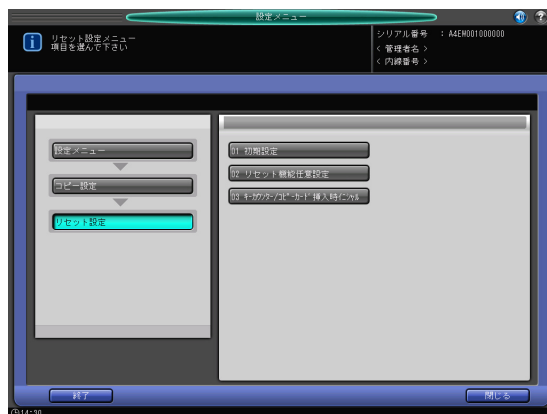 設定メニュー
リセット設定メニュー
項目を選んで下さい
シリアル番号 : A4EW001000000
< 管理者名 >
< 内線番号 >
設定メニュー
コピー設定
リセット設定
01 初期設定
02 リセット機能任意設定
03 キーカウンター/コピーカード挿入時イニシャル
終了
閉じる
14:30